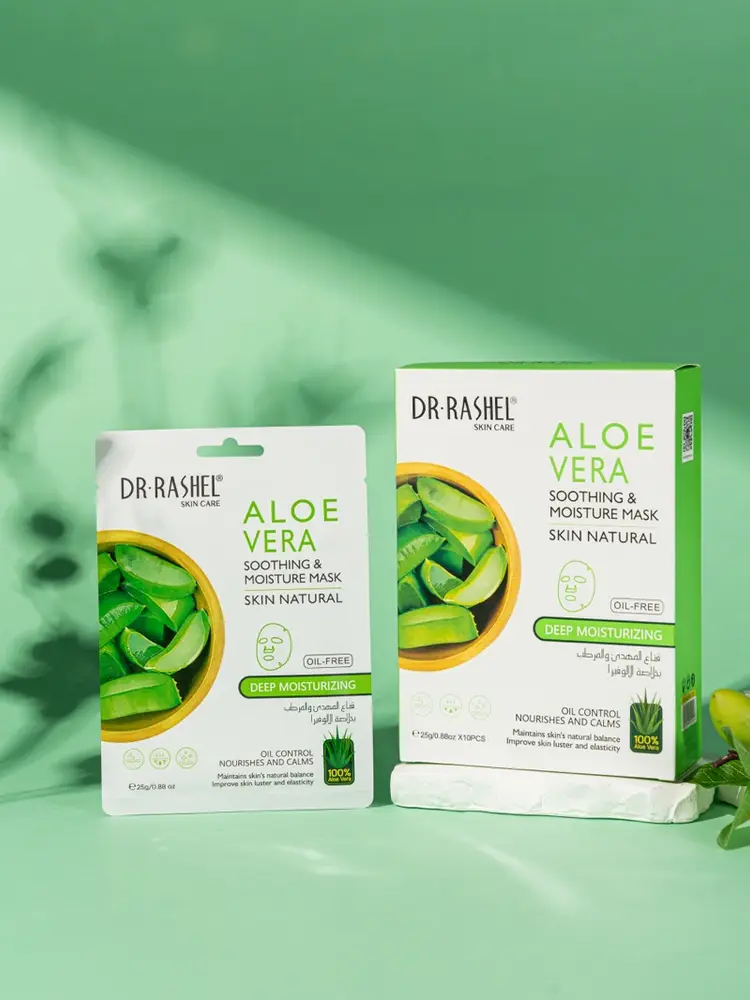 DR·RASHEL®
SKIN CARE
ALOE
VERA
SOOTHING &
MOISTURE MASK
SKIN NATURAL
OIL-FREE
DEEP MOISTURIZING
قناع المهدئ والمرطب
بخلاصة الالوفيرا
OIL CONTROL
NOURISHES AND CALMS
Maintains skin's natural balance
Improve skin luster and elasticity
℮25g/0.88 oz
100%
Aloe Vera
DR·RASHEL®
SKIN CARE
ALOE
VERA
SOOTHING &
MOISTURE MASK
SKIN NATURAL
OIL-FREE
DEEP MOISTURIZING
قناع المهدئ والمرطب
بخلاصة الالوفيرا
OIL CONTROL
NOURISHES AND CALMS
Maintains skin's natural balance
Improve skin luster and elasticity
℮25g/0.88oz X10PCS
100%
Aloe Vera